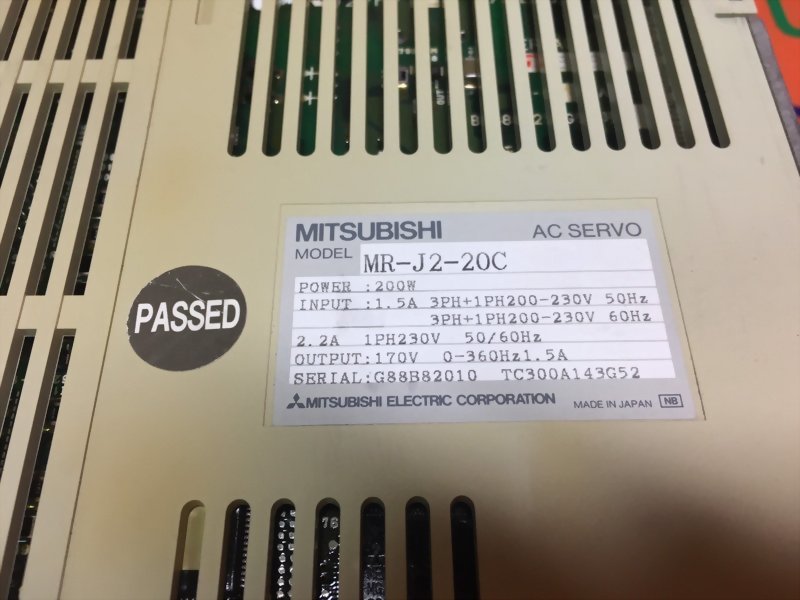 MITSUBISHI AC SERVO
MODEL MR-J2-20C
POWER :200W
INPUT :1.5A 3PH+1PH200-230V 50Hz
3PH+1PH200-230V 60Hz
2.2A 1PH230V 50/60Hz
OUTPUT:170V 0-360Hz1.5A
SERIAL:G88B82010 TC300A143G52
MITSUBISHI ELECTRIC CORPORATION MADE IN JAPAN NB
PASSED